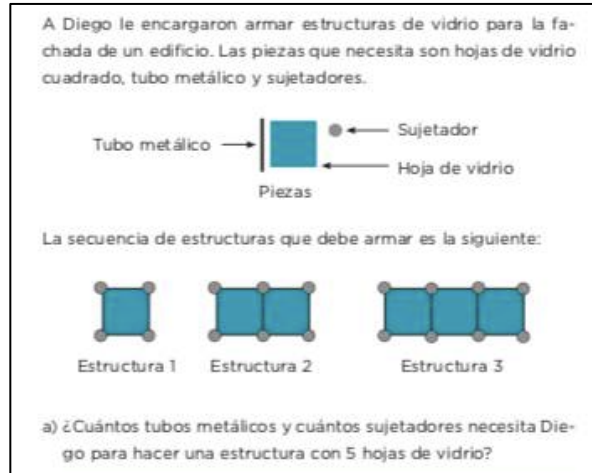 A Diego le encargaron armar estructuras de vidrio para la fa-
chada de un edificio. Las piezas que necesita son hojas de vidrio
cuadrado, tubo metálico y sujetadores.
Tubo metálico
Sujetador
Hoja de vidrio
Piezas
La secuencia de estructuras que debe armar es la siguiente:
Estructura 1 Estructura 2 Estructura 3
a) ¿Cuántos tubos metálicos y cuántos sujetadores necesita Die-
go para hacer una estructura con 5 hojas de vidrio?